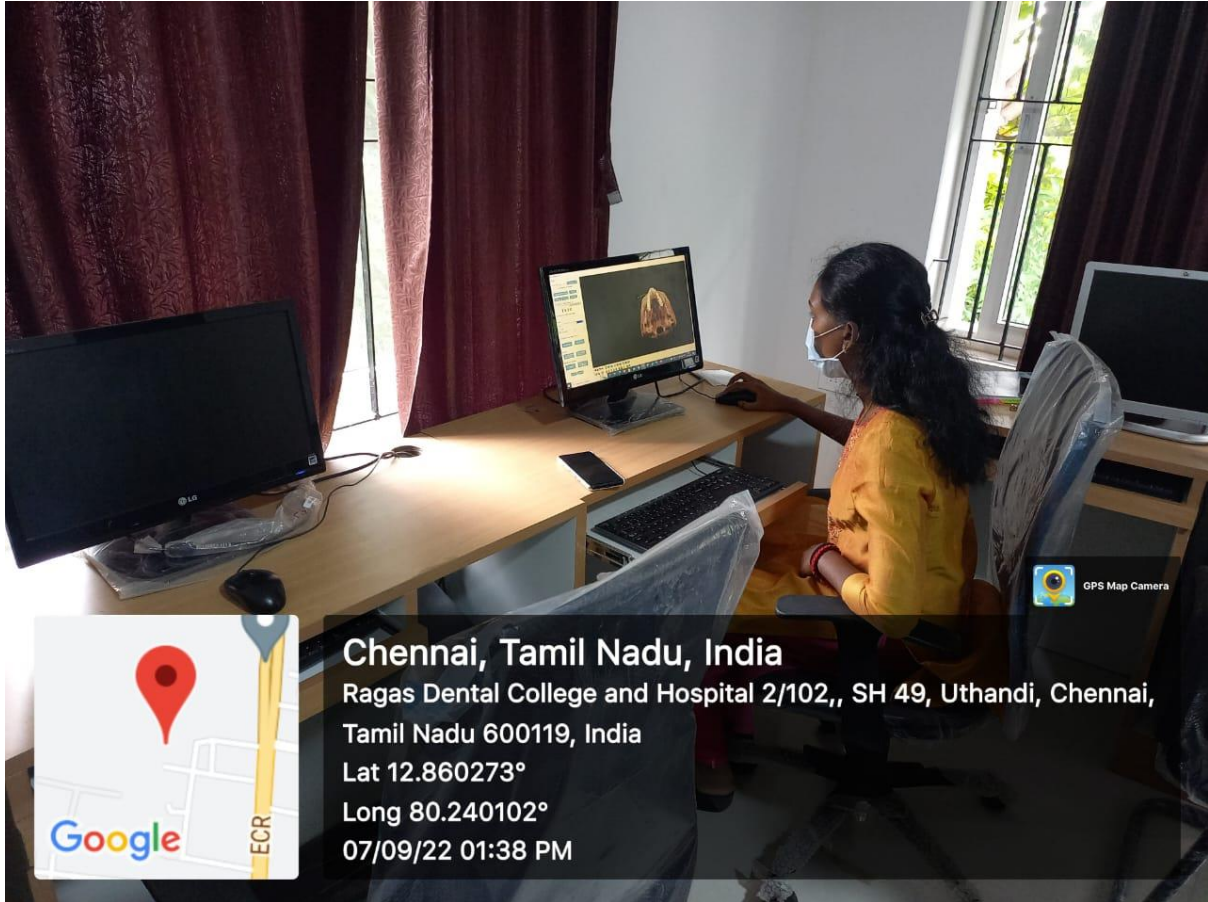 LG
LG
GPS Map Camera
Chennai, Tamil Nadu, India
Ragas Dental College and Hospital 2/102,, SH 49, Uthandi, Chennai,
Tamil Nadu 600119, India
Lat 12.860273°
Long 80.240102°
07/09/22 01:38 PM
Google
ECR